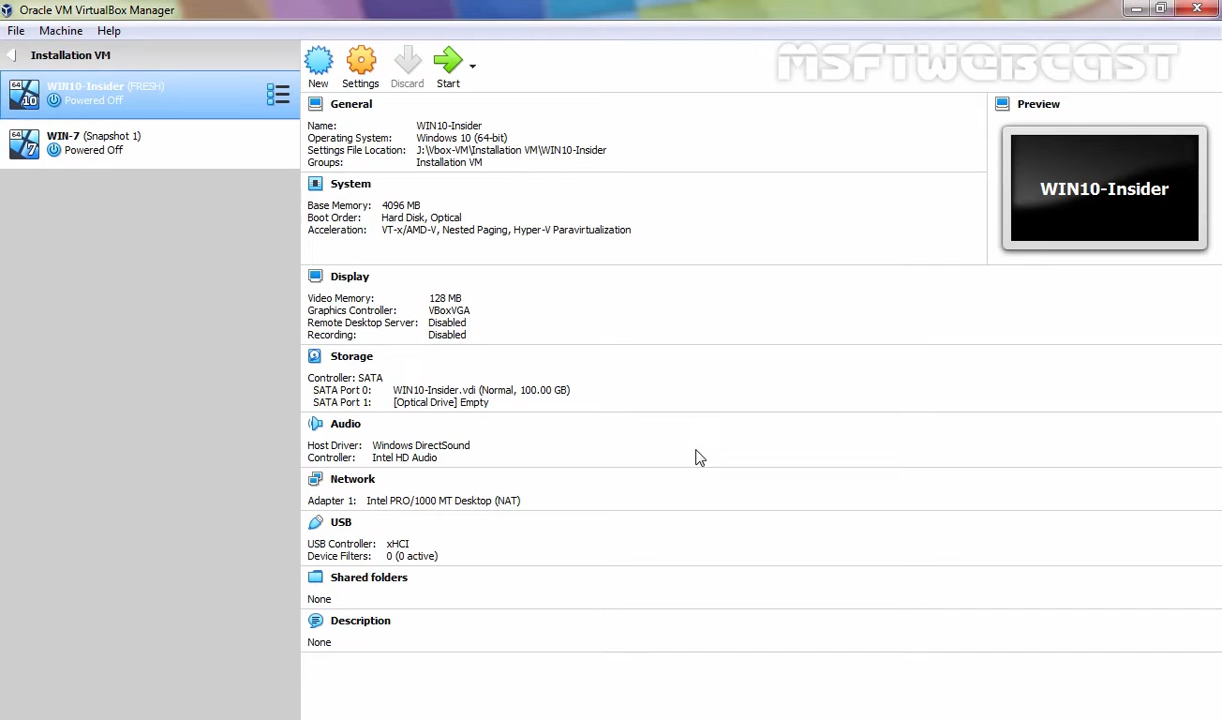 Oracle VM VirtualBox Manager
File Machine Help
Installation VM
WIN10-Insider (FRESH)
Powered Off
WIN-7 (Snapshot 1)
Powered Off
New Settings Discard Start
MSFTWEBCAST
General
Name: WIN10-Insider
Operating System: Windows 10 (64-bit)
Settings File Location: J:\Vbox-VM\Installation VM\WIN10-Insider
Groups: Installation VM
Preview
WIN10-Insider
System
Base Memory: 4096 MB
Boot Order: Hard Disk, Optical
Acceleration: VT-x/AMD-V, Nested Paging, Hyper-V Paravirtualization
Display
Video Memory: 128 MB
Graphics Controller: VBoxVGA
Remote Desktop Server: Disabled
Recording: Disabled
Storage
Controller: SATA
SATA Port 0: WIN10-Insider.vdi (Normal, 100.00 GB)
SATA Port 1: [Optical Drive] Empty
Audio
Host Driver: Windows DirectSound
Controller: Intel HD Audio
Network
Adapter 1: Intel PRO/1000 MT Desktop (NAT)
USB
USB Controller: xHCI
Device Filters: 0 (0 active)
Shared folders
None
Description
None